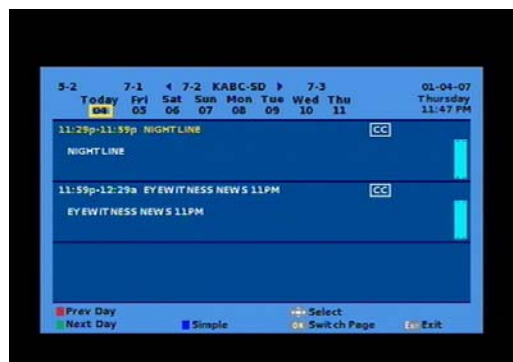 5-2 7-1 7-2 KABC-SD 7-3 01-04-07
Today Fri Sat Sun Mon Tue Wed Thu Thursday
04 05 06 07 08 09 10 11 11:47 PM
11:29p-11:59p NIGHTLINE CC
NIGHTLINE
11:59p-12:29a EYEWITNESS NEWS 11PM CC
EYEWITNESS NEWS 11PM
Prev Day Select
Next Day Simple OK Switch Page Exit Exit